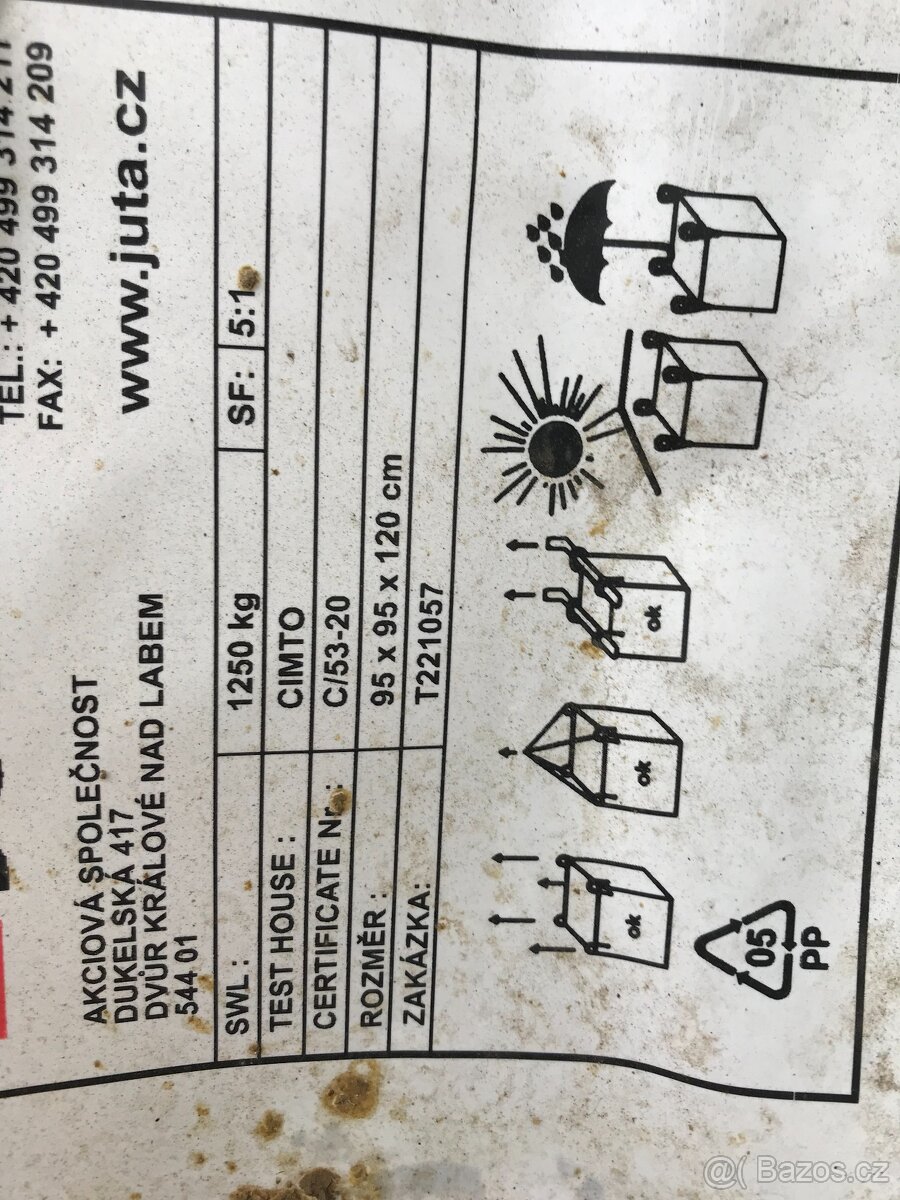 TEL.: + 420 499 314 211
FAX: + 420 499 314 209
www.juta.cz
AKCIOVÁ SPOLEČNOST
DUKELSKÁ 417
DVŮR KRÁLOVÉ NAD LABEM
544 01
SWL: 1250 kg SF: 5:1
TEST HOUSE: CIMTO
CERTIFICATE Nr.: C/53-20
ROZMĚR: 95 x 95 x 120 cm
ZAKÁZKA: T221057
ok
ok
ok
05
PP
@( Bazos.cz